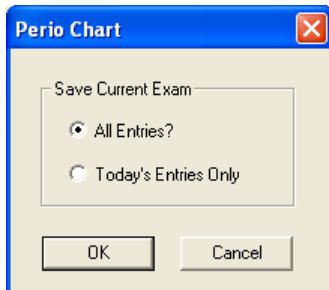 Perio Chart
Save Current Exam
All Entries?
Today's Entries Only
OK
Cancel